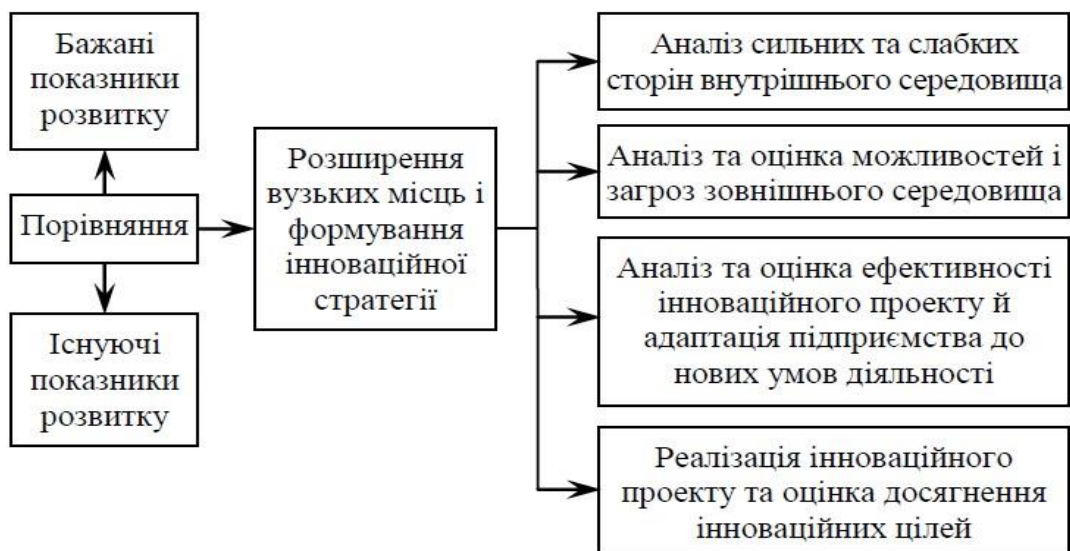 Бажані
показники
розвитку
Порівняння
Існуючі
показники
розвитку
Розширення
вузьких місць і
формування
інноваційної
стратегії
Аналіз сильних та слабких
сторін внутрішнього середовища
Аналіз та оцінка можливостей і
загроз зовнішнього середовища
Аналіз та оцінка ефективності
інноваційного проекту й
адаптація підприємства до
нових умов діяльності
Реалізація інноваційного
проекту та оцінка досягнення
інноваційних цілей